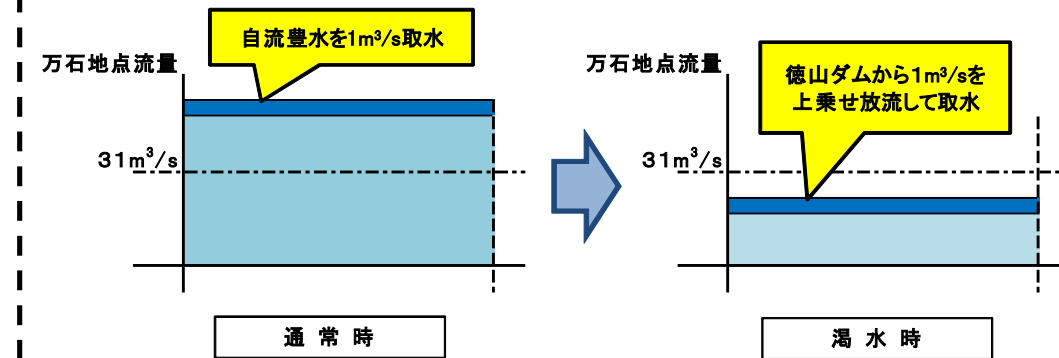 自流豊水を1m³/s取水
万石地点流量
31m³/s
通常時
徳山ダムから1m³/sを
上乗せ放流して取水
万石地点流量
31m³/s
渇水時